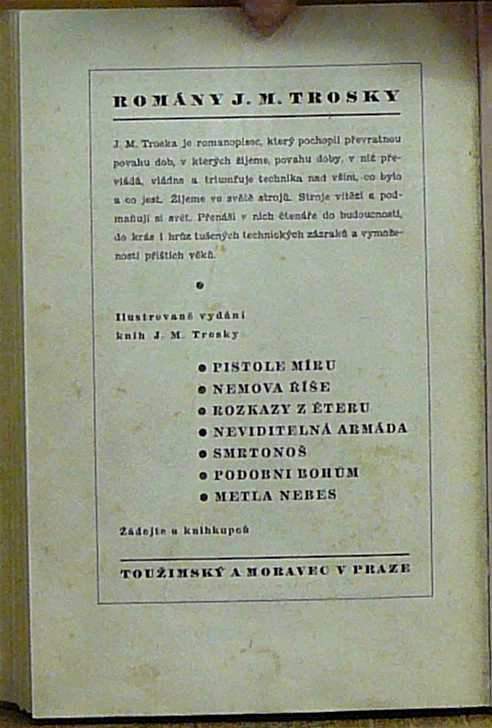 ROMÁNY J. M. TROSKY
J. M. Troska je romanopisec, který pochopil převratnou
povahu dob, v kterých žijeme, povahu doby, v níž pře-
vládá, vládne a triumfuje technika nad vším, co bylo
a co jest. Žijeme ve světě strojů. Stroje vítězí a pod-
maňují si svět. Přenáší v nich čtenáře do budoucnosti,
do krás i hrůz tušených technických zázraků a vymože-
ností příštích věků.
Ilustrované vydání
knih J. M. Trosky
● PISTOLE MÍRU
● NEMOVA ŘÍŠE
● ROZKAZY Z ÉTERU
● NEVIDITELNÁ ARMÁDA
● SMRTONOŠ
● PODOBNI BOHŮM
● METLA NEBES
Žádejte u knihkupců
TOUŽIMSKÝ A MORAVEC V PRAZE